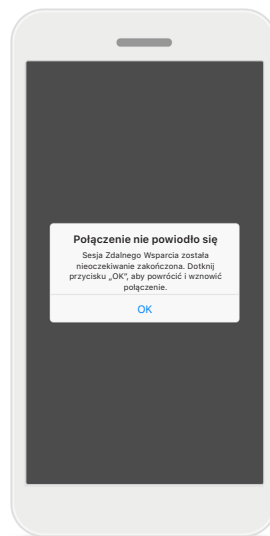 Połączenie nie powiodło się
Sesja Zdalnego Wsparcia została
nieoczekiwanie zakończona. Dotknij
przycisku „OK”, aby powrócić i wznowić
połączenie.
OK